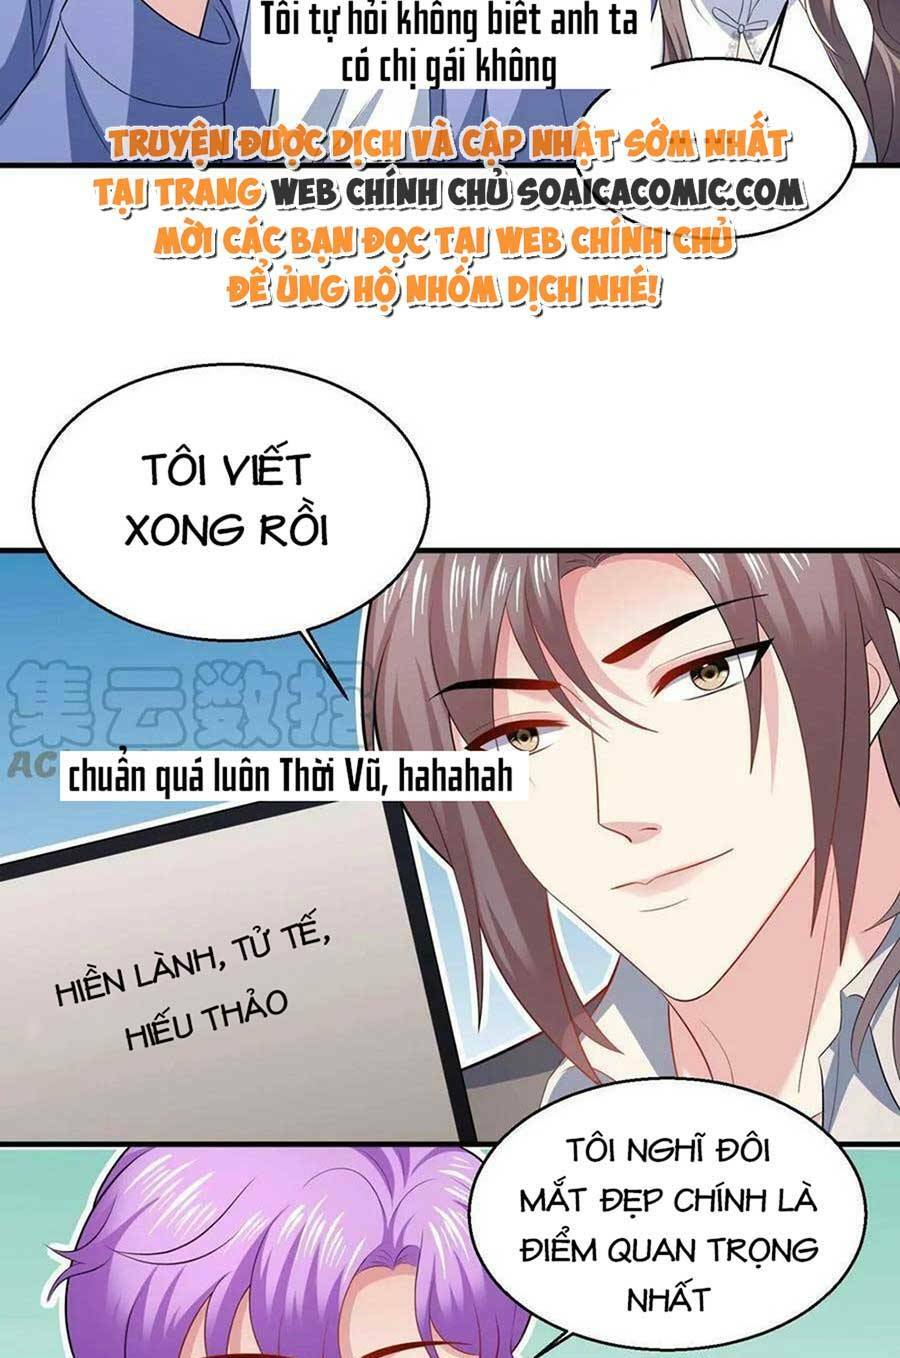 Tôi tự hỏi không biết anh ta
có chị gái không
TRUYỆN ĐƯỢC DỊCH VÀ CẬP NHẬT SỚM NHẤT
TẠI TRANG WEB CHÍNH CHỦ SOAICACOMIC.COM
MỜI CÁC BẠN ĐỌC TẠI WEB CHÍNH CHỦ
ĐỂ ỦNG HỘ NHÓM DỊCH NHÉ!
TÔI VIẾT
XONG RỒI
集云数据
chuẩn quá luôn Thời Vũ, hahahah
HIỀN LÀNH, TỬ TẾ,
HIẾU THẢO
TÔI NGHĨ ĐÔI
MẮT ĐẸP CHÍNH LÀ
ĐIỂM QUAN TRỌNG
NHẤT